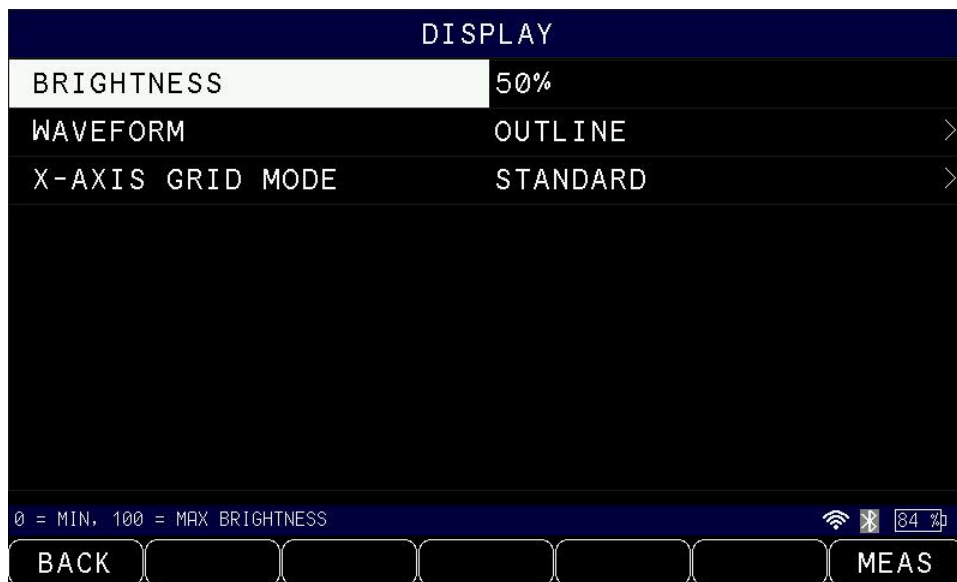 DISPLAY
BRIGHTNESS 50%
WAVEFORM OUTLINE >
X-AXIS GRID MODE STANDARD >
0 = MIN, 100 = MAX BRIGHTNESS 84 %
BACK MEAS